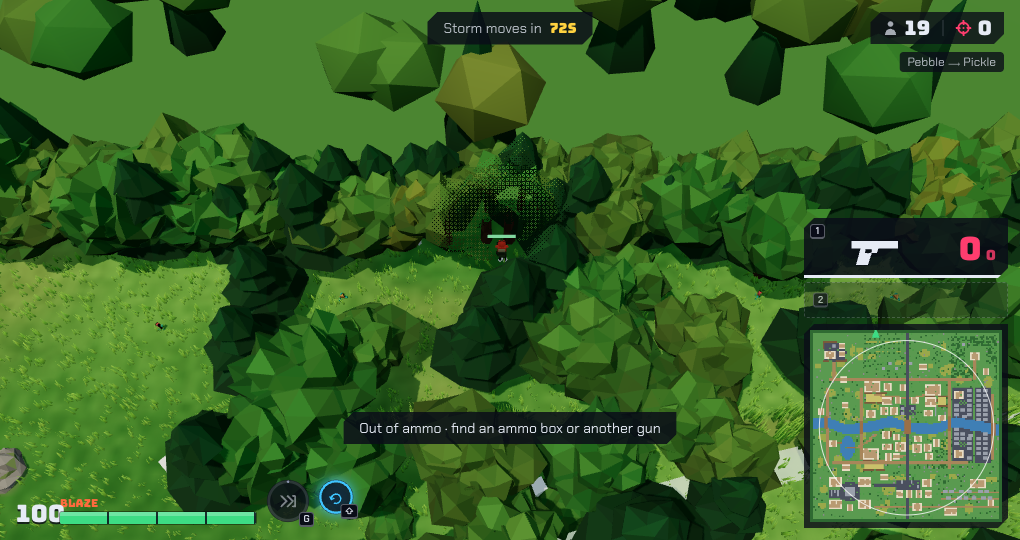 Storm moves in 72S
19 0
Pebble → Pickle
1
0 0
2
Out of ammo · find an ammo box or another gun
BLAZE
100
G